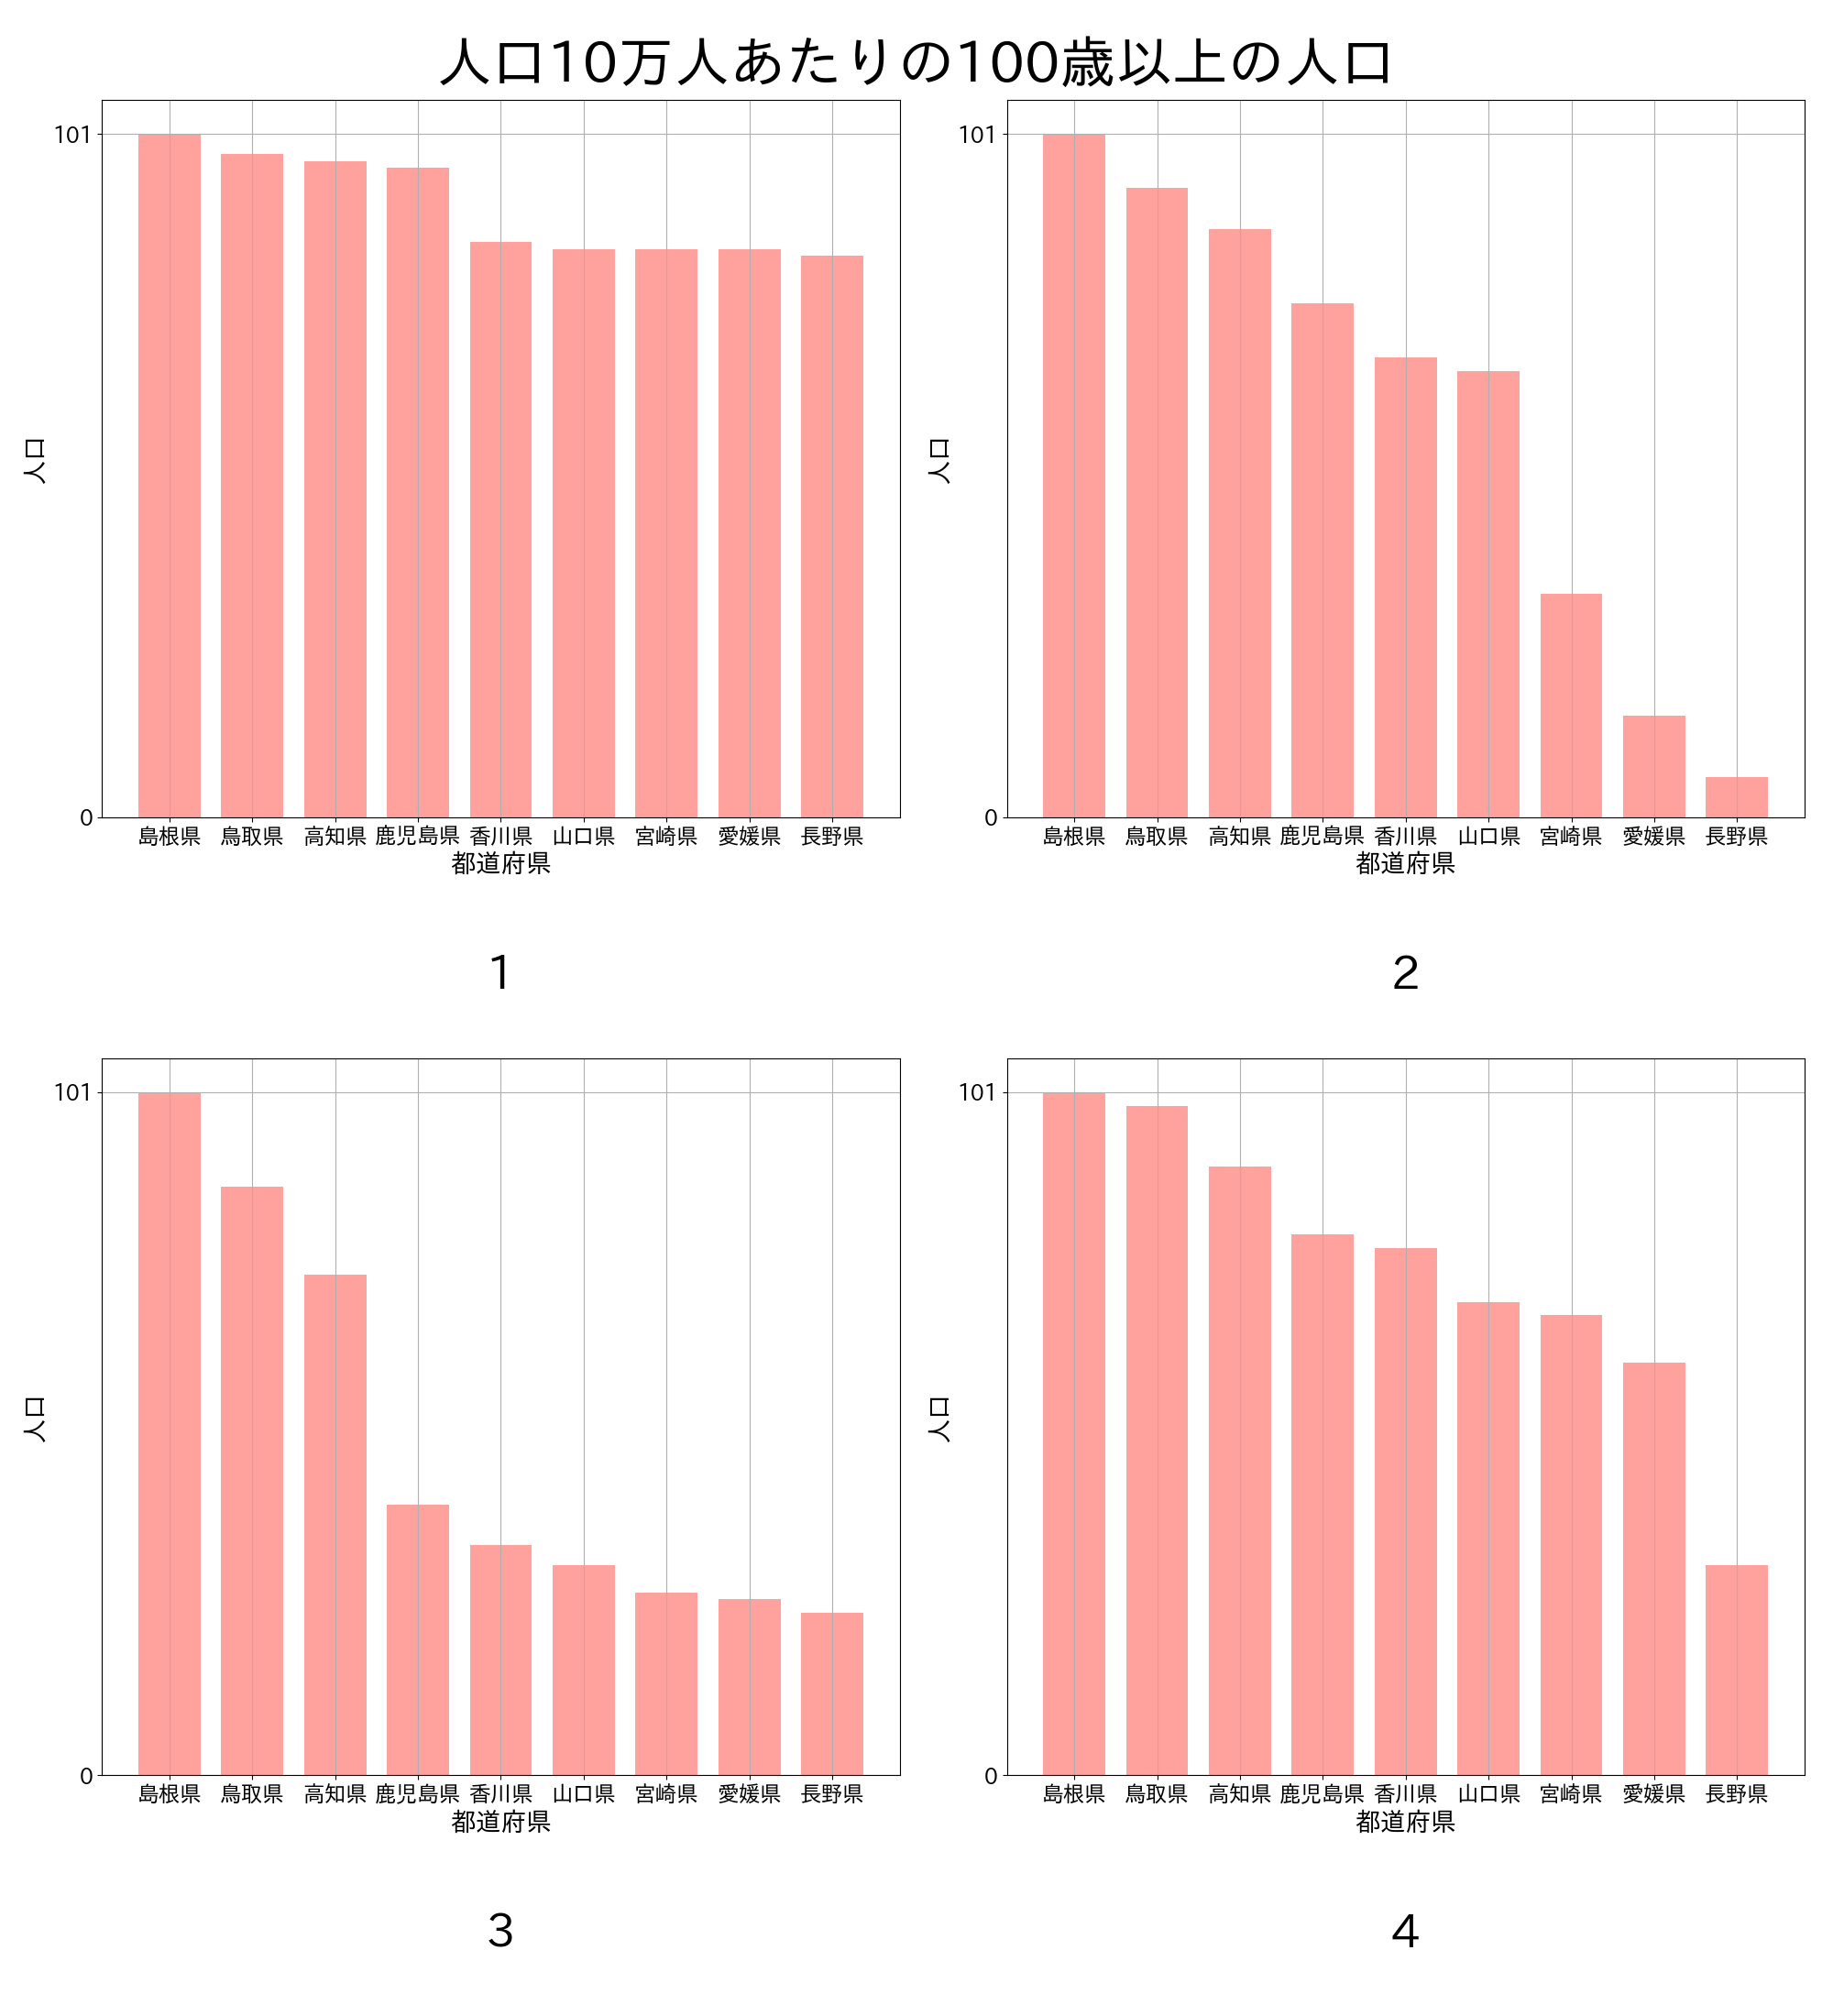 人口10万人あたりの100歳以上の人口
人口
101
0
島根県 鳥取県 高知県 鹿児島県 香川県 山口県 宮崎県 愛媛県 長野県
都道府県
1
人口
101
0
島根県 鳥取県 高知県 鹿児島県 香川県 山口県 宮崎県 愛媛県 長野県
都道府県
2
人口
101
0
島根県 鳥取県 高知県 鹿児島県 香川県 山口県 宮崎県 愛媛県 長野県
都道府県
3
人口
101
0
島根県 鳥取県 高知県 鹿児島県 香川県 山口県 宮崎県 愛媛県 長野県
都道府県
4